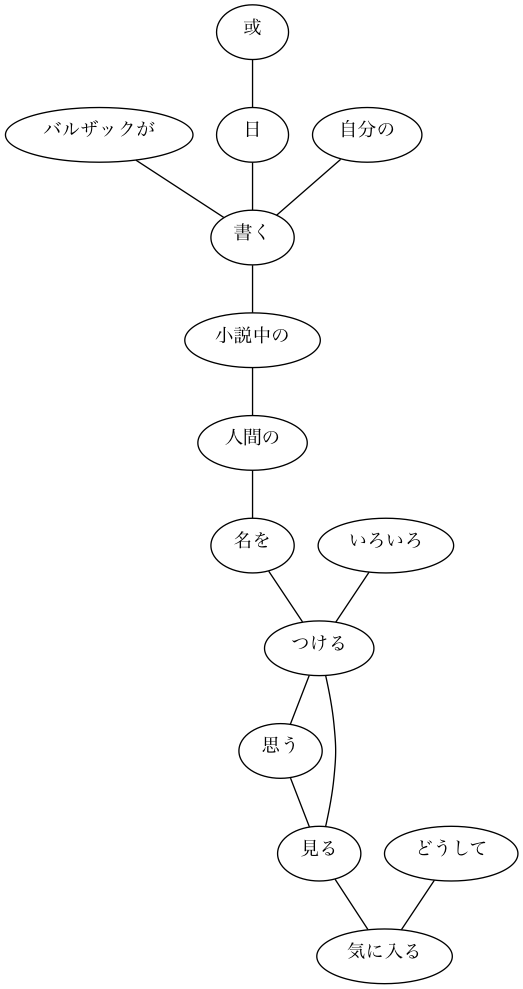 或
バルザックが
日
自分の
書く
小説中の
人間の
名を
いろいろ
つける
思う
見る
どうして
気に入る